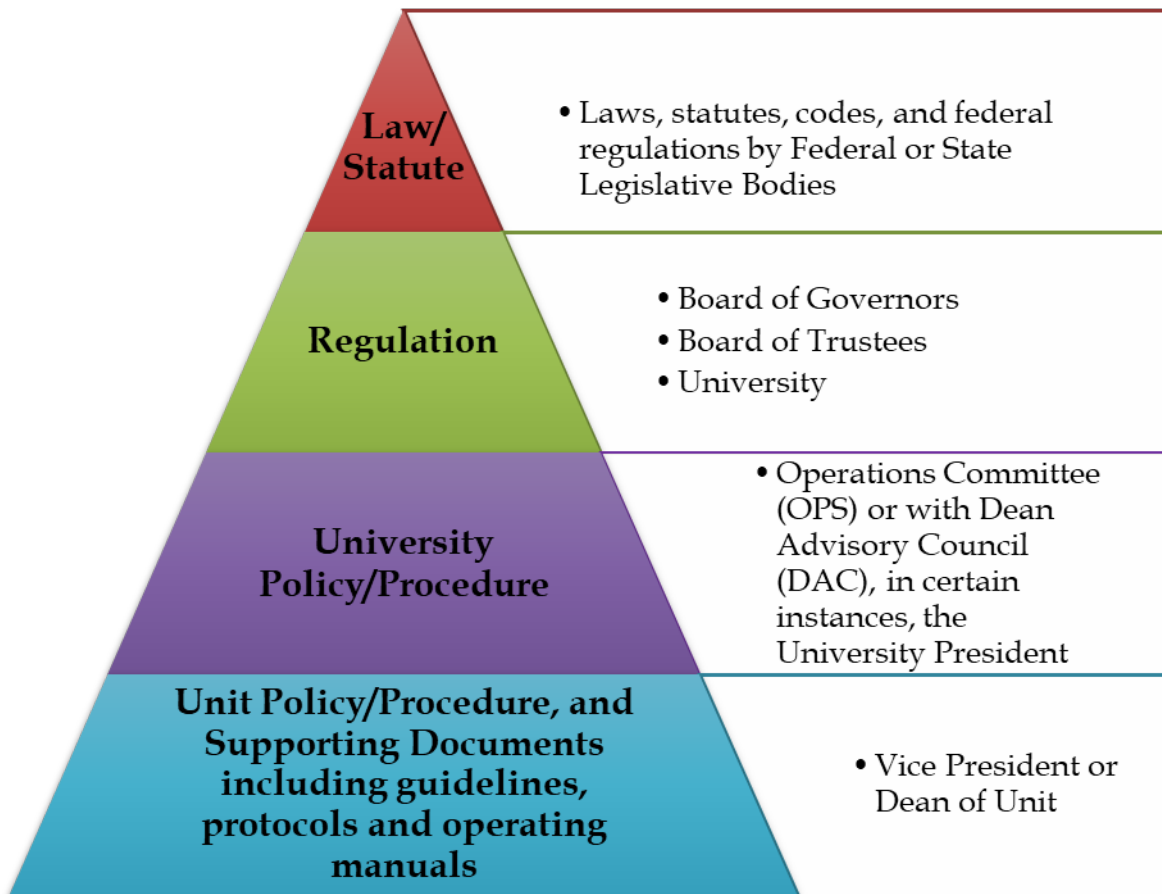 Law/
Statute
• Laws, statutes, codes, and federal
regulations by Federal or State
Legislative Bodies
Regulation
• Board of Governors
• Board of Trustees
• University
University
Policy/Procedure
• Operations Committee
(OPS) or with Dean
Advisory Council
(DAC), in certain
instances, the
University President
Unit Policy/Procedure, and
Supporting Documents
including guidelines,
protocols and operating
manuals
• Vice President or
Dean of Unit